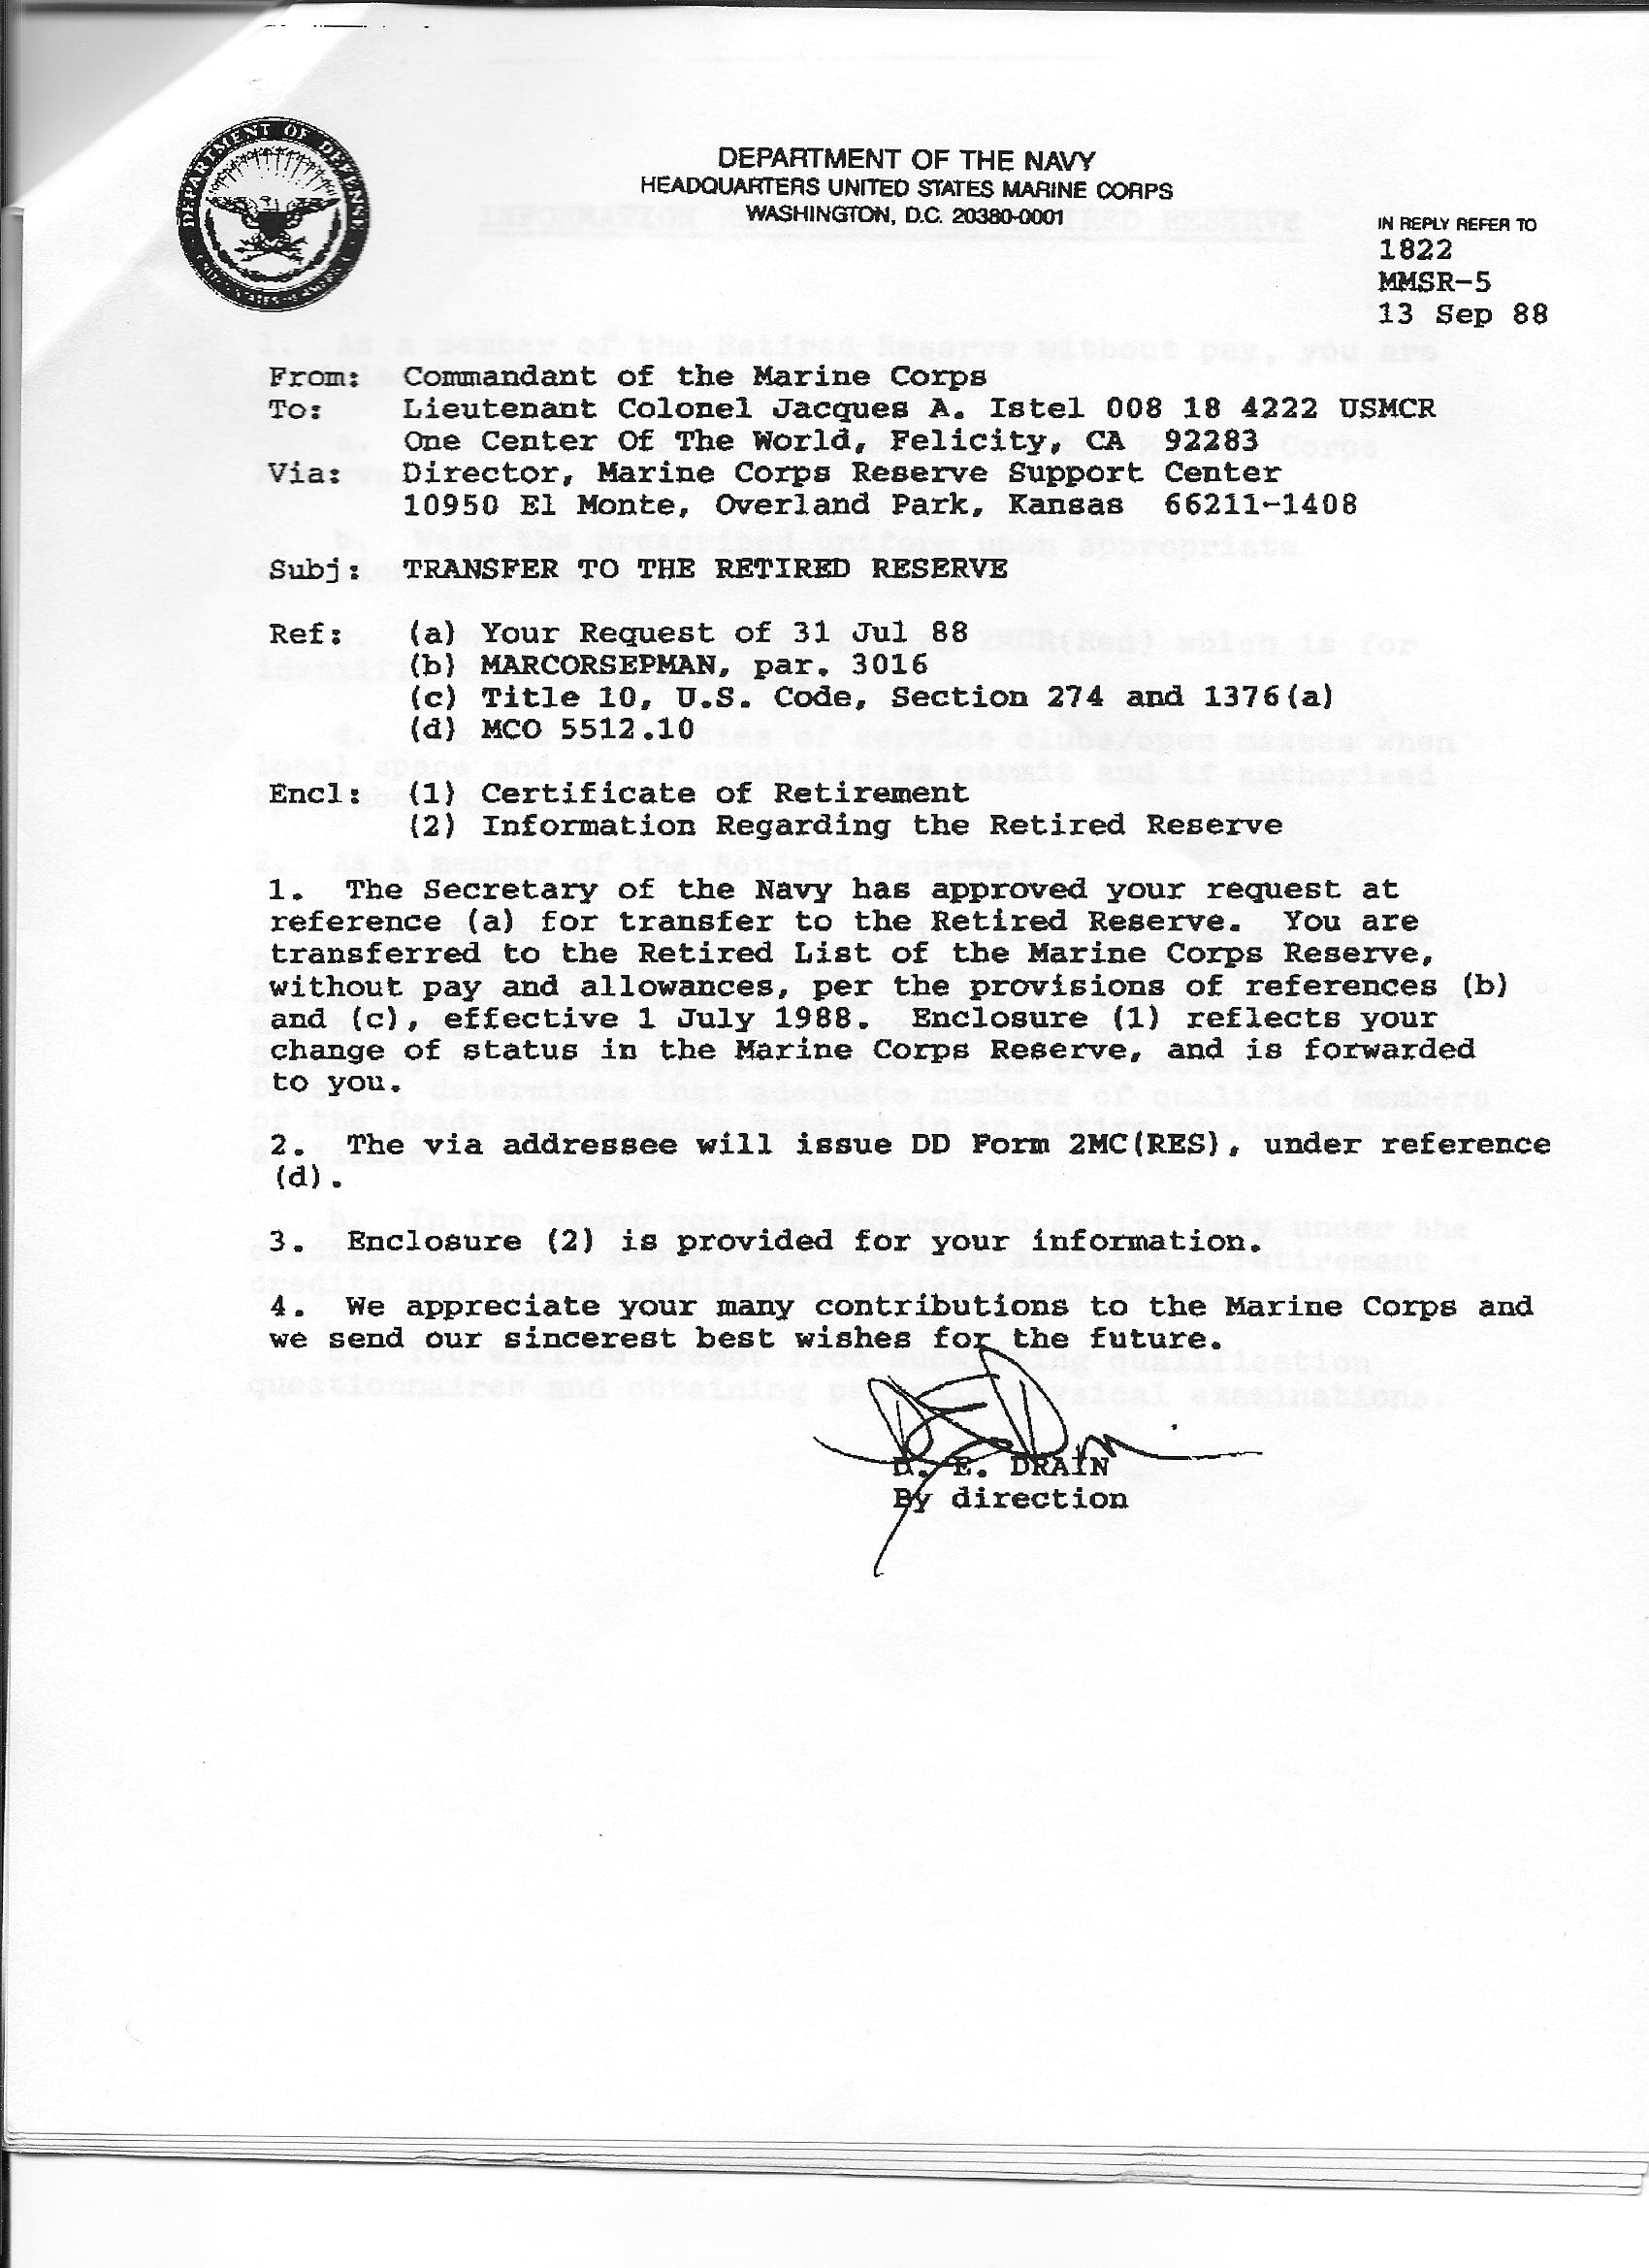 DEPARTMENT OF DEFENSE
DEPARTMENT OF THE NAVY
HEADQUARTERS UNITED STATES MARINE CORPS
WASHINGTON, D.C. 20380-0001
IN REPLY REFER TO
1822
MMSR-5
13 Sep 88
From: Commandant of the Marine Corps
To: Lieutenant Colonel Jacques A. Istel 008 18 4222 USMCR
One Center Of The World, Felicity, CA 92283
Via: Director, Marine Corps Reserve Support Center
10950 El Monte, Overland Park, Kansas 66211-1408
Subj: TRANSFER TO THE RETIRED RESERVE
Ref: (a) Your Request of 31 Jul 88
(b) MARCORSEPMAN, par. 3016
(c) Title 10, U.S. Code, Section 274 and 1376(a)
(d) MCO 5512.10
Encl: (1) Certificate of Retirement
(2) Information Regarding the Retired Reserve
1. The Secretary of the Navy has approved your request at
reference (a) for transfer to the Retired Reserve. You are
transferred to the Retired List of the Marine Corps Reserve,
without pay and allowances, per the provisions of references (b)
and (c), effective 1 July 1988. Enclosure (1) reflects your
change of status in the Marine Corps Reserve, and is forwarded
to you.
2. The via addressee will issue DD Form 2MC(RES), under reference
(d).
3. Enclosure (2) is provided for your information.
4. We appreciate your many contributions to the Marine Corps and
we send our sincerest best wishes for the future.
D. E. DRAIN
By direction